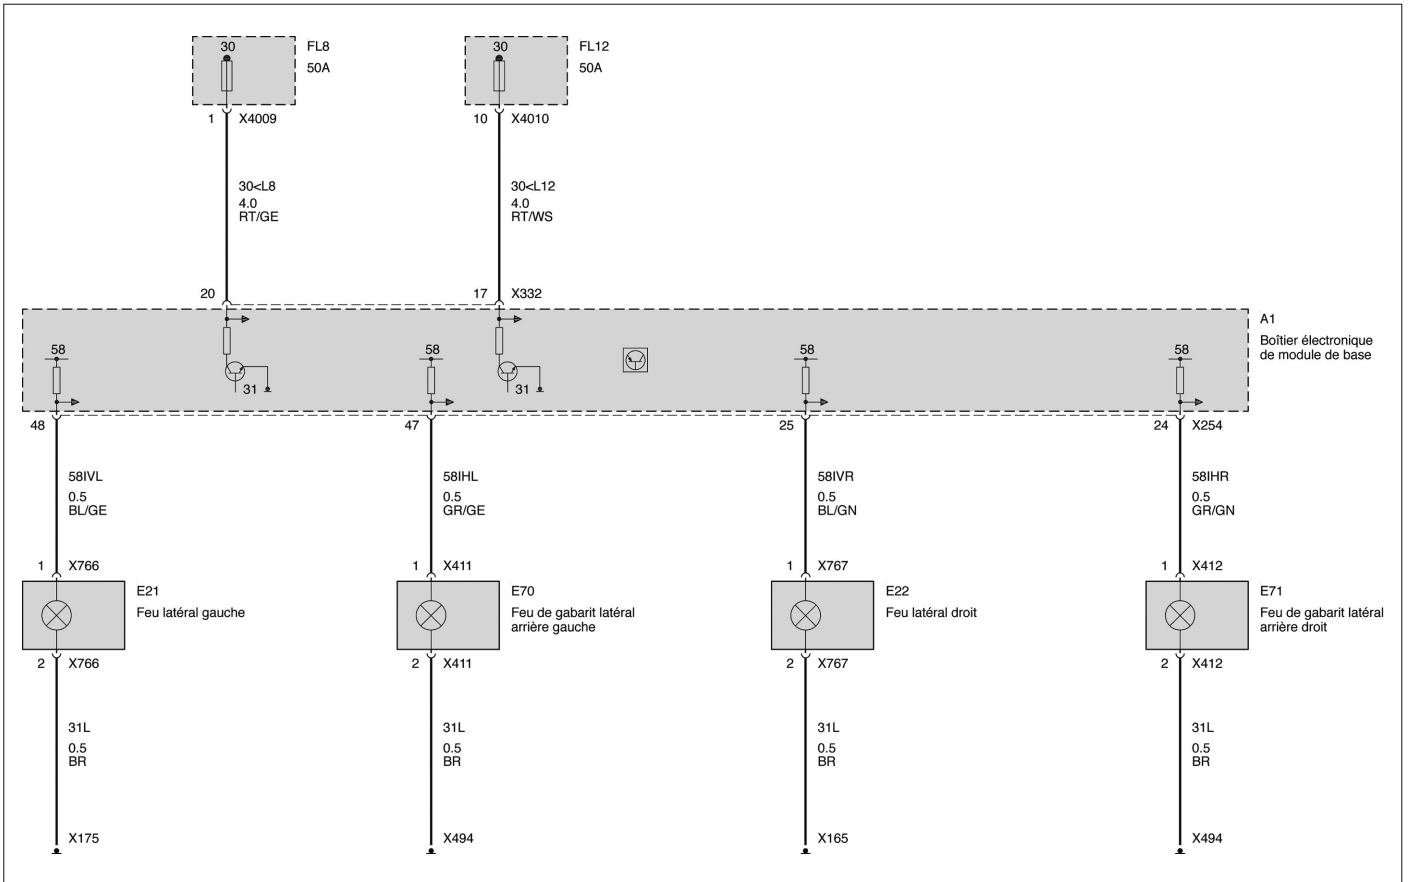 30 FL8 30 FL12
50A 50A
1 X4009 10 X4010
30<L8 30<L12
4.0 4.0
RT/GE RT/WS
20 17 X332
A1
Boîtier électronique
58 58 58 58
de module de base
31 31
48 47 25 24 X254
58IVL 58IHL 58IVR 58IHR
0.5 0.5 0.5 0.5
BL/GE GR/GE BL/GN GR/GN
1 X766 1 X411 1 X767 1 X412
E21 E70 E22 E71
Feu latéral gauche Feu de gabarit latéral Feu latéral droit Feu de gabarit latéral
arrière gauche arrière droit
2 X766 2 X411 2 X767 2 X412
31L 31L 31L 31L
0.5 0.5 0.5 0.5
BR BR BR BR
X175 X494 X165 X494